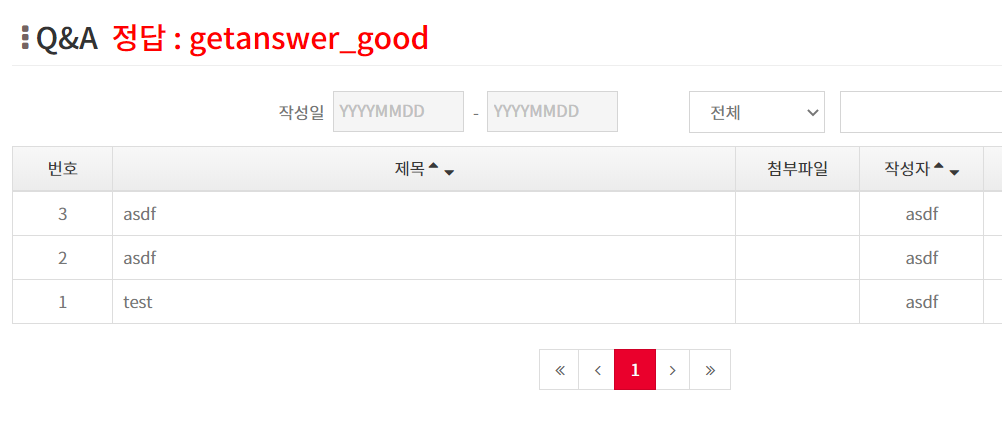 Q&A 정답 : getanswer_good
작성일 YYYYMMDD - YYYYMMDD 전체
번호 제목 첨부파일 작성자
3 asdf asdf
2 asdf asdf
1 test asdf
« ‹ 1 › »